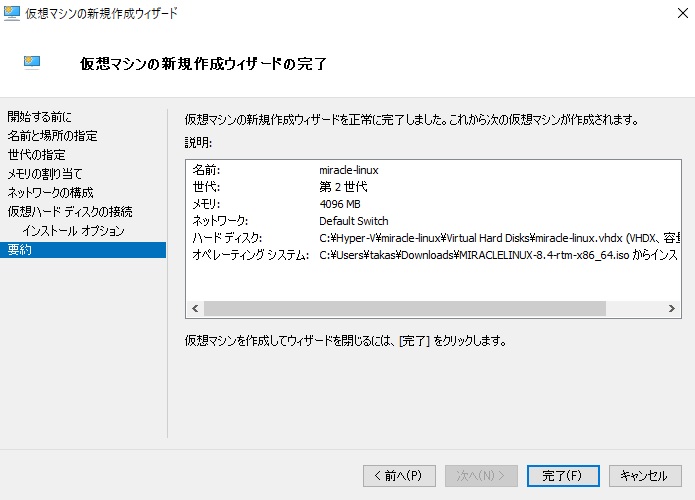 仮想マシンの新規作成ウィザード
仮想マシンの新規作成ウィザードの完了
開始する前に
名前と場所の指定
世代の指定
メモリの割り当て
ネットワークの構成
仮想ハード ディスクの接続
インストール オプション
要約
仮想マシンの新規作成ウィザードを正常に完了しました。これから次の仮想マシンが作成されます。
説明:
名前: miracle-linux
世代: 第 2 世代
メモリ: 4096 MB
ネットワーク: Default Switch
ハード ディスク: C:¥Hyper-V¥miracle-linux¥Virtual Hard Disks¥miracle-linux.vhdx (VHDX、容量
オペレーティング システム: C:¥Users¥takas¥Downloads¥MIRACLELINUX-8.4-rtm-x86_64.iso からインス
仮想マシンを作成してウィザードを閉じるには、[完了] をクリックします。
< 前へ(P) 次へ(N) > 完了(F) キャンセル